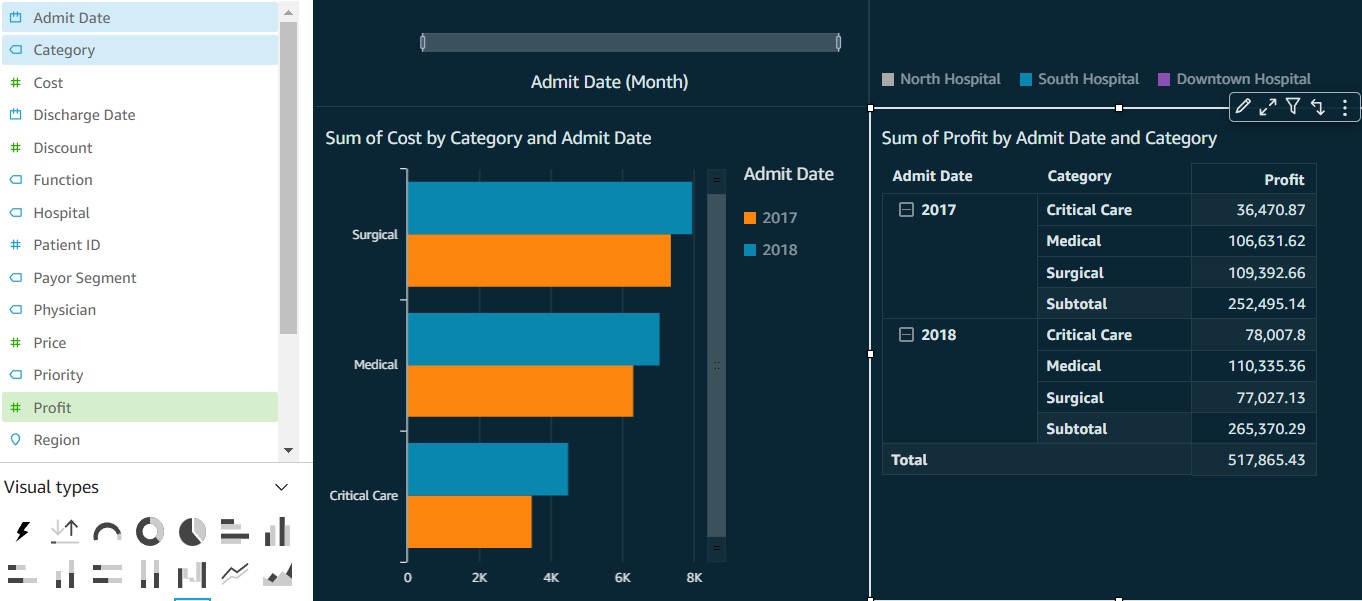 Admit Date
Category
Cost
Discharge Date
Discount
Function
Hospital
Patient ID
Payor Segment
Physician
Price
Priority
Profit
Region
Visual types
Admit Date (Month)
North Hospital South Hospital Downtown Hospital
Sum of Cost by Category and Admit Date
Admit Date
2017
2018
Surgical
Medical
Critical Care
0 2K 4K 6K 8K
Sum of Profit by Admit Date and Category
Admit Date Category Profit
2017 Critical Care 36,470.87
Medical 106,631.62
Surgical 109,392.66
Subtotal 252,495.14
2018 Critical Care 78,007.8
Medical 110,335.36
Surgical 77,027.13
Subtotal 265,370.29
Total 517,865.43